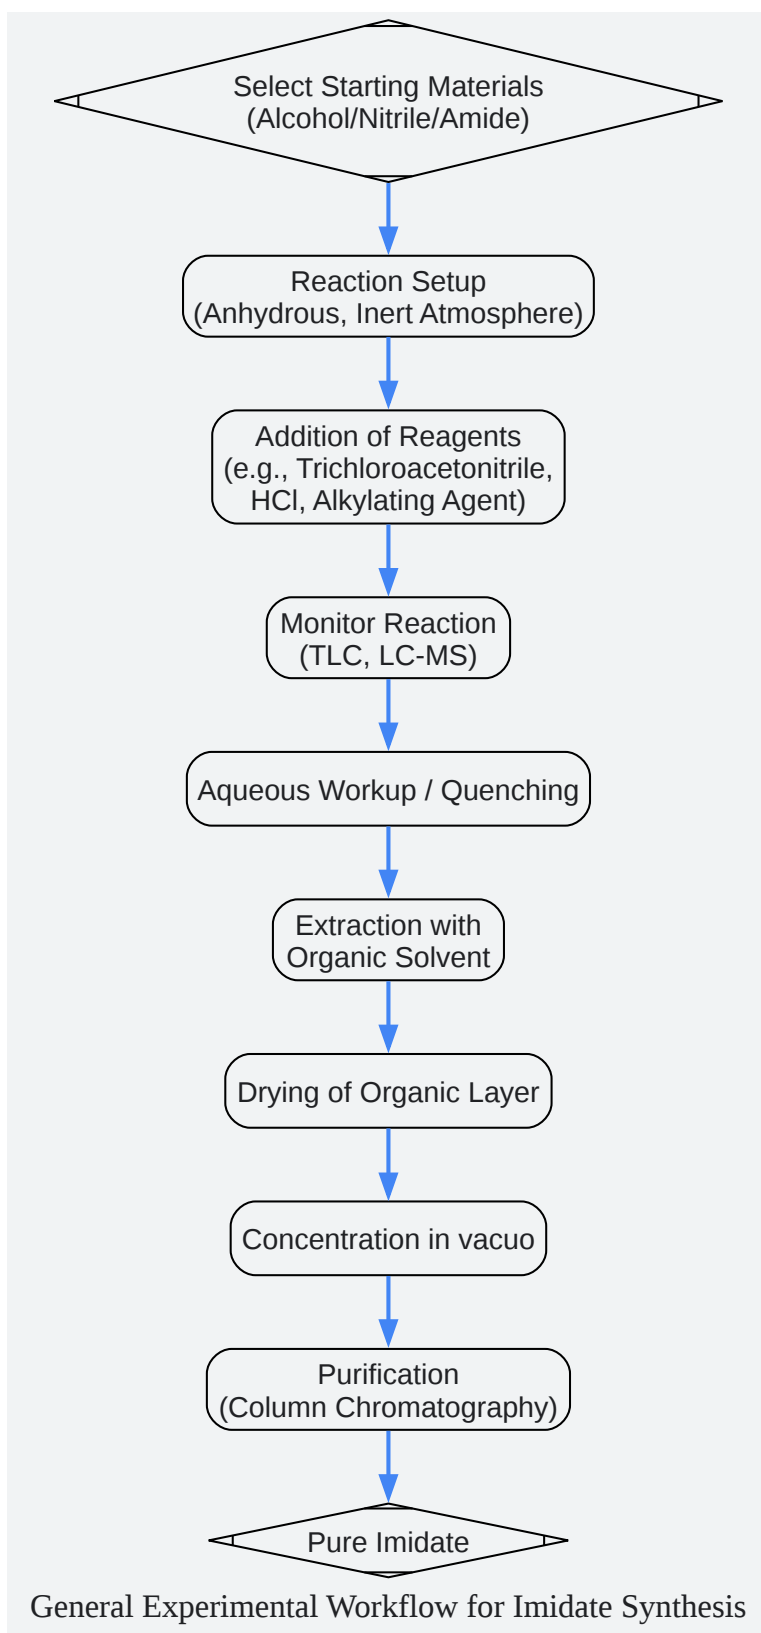 Select Starting Materials
(Alcohol/Nitrile/Amide)
Reaction Setup
(Anhydrous, Inert Atmosphere)
Addition of Reagents
(e.g., Trichloroacetonitrile,
HCl, Alkylating Agent)
Monitor Reaction
(TLC, LC-MS)
Aqueous Workup / Quenching
Extraction with
Organic Solvent
Drying of Organic Layer
Concentration in vacuo
Purification
(Column Chromatography)
Pure Imidate
General Experimental Workflow for Imidate Synthesis